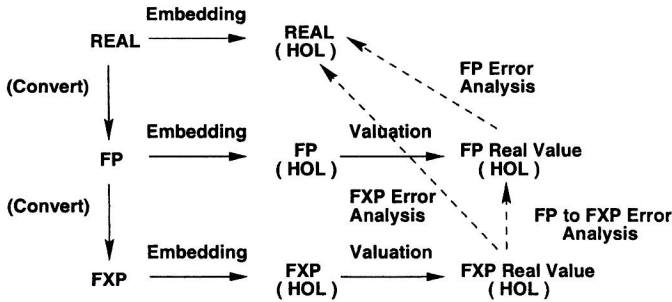 Embedding
REAL
REAL
( HOL )
(Convert)
FP Error
Analysis
Embedding
Valuation
FP
FP
( HOL )
FP Real Value
( HOL )
(Convert)
FXP Error
Analysis
FP to FXP Error
Analysis
Embedding
Valuation
FXP
FXP
( HOL )
FXP Real Value
( HOL )